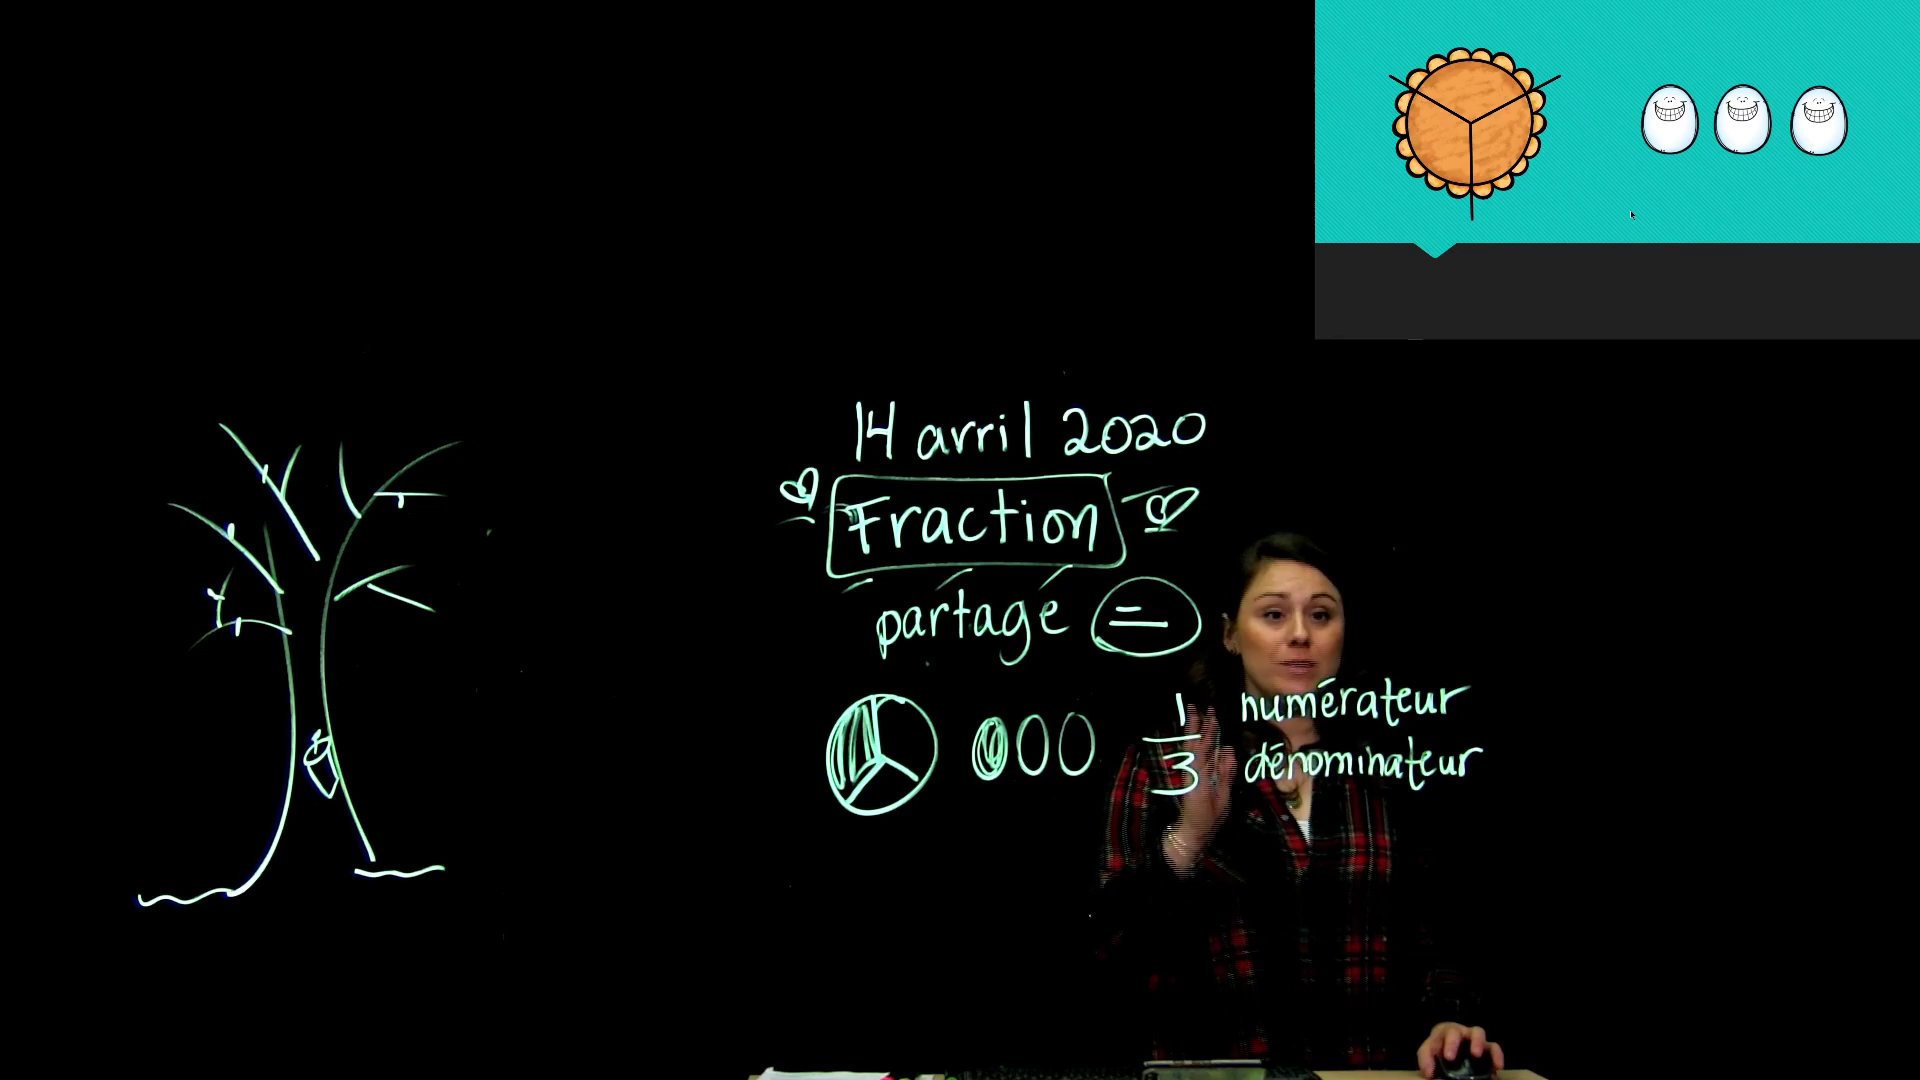 14 avril 2020
Fraction
partage =
1/3 numérateur
dénominateur